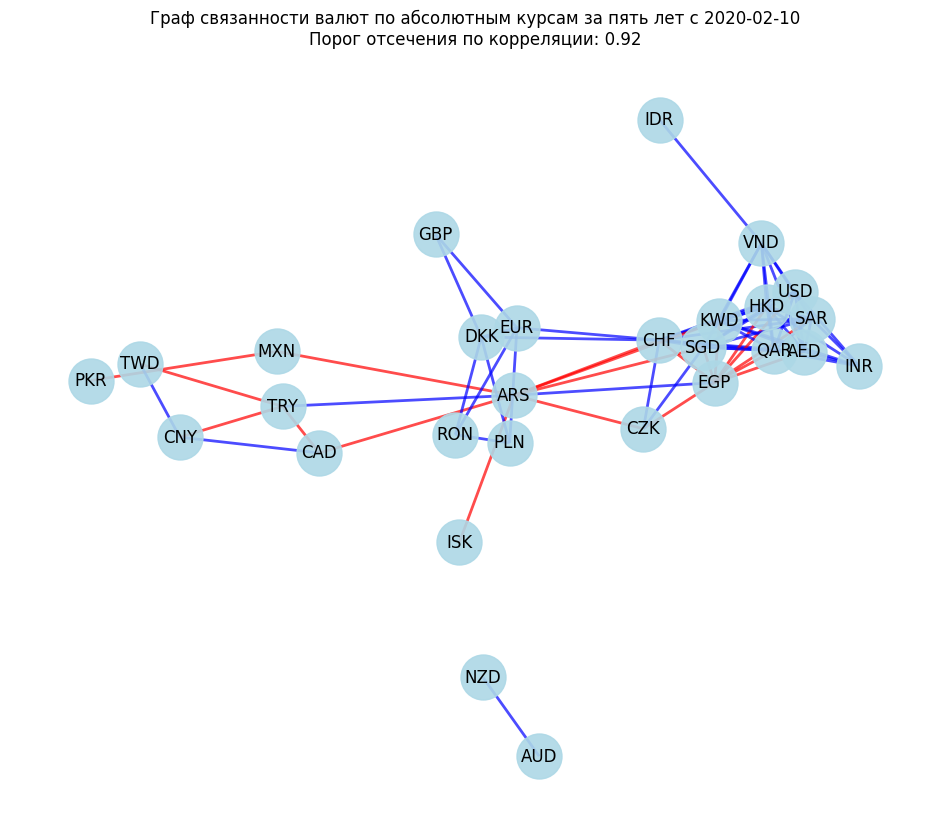 Граф связанности валют по абсолютным курсам за пять лет с 2020-02-10
Порог отсечения по корреляции: 0.92
IDR
GBP
VND
USD
HKD
SAR
KWD
EUR
DKK
CHF
SGD
QAR
AED
MXN
TWD
INR
PKR
EGP
ARS
TRY
CZK
RON
CNY
PLN
CAD
ISK
NZD
AUD